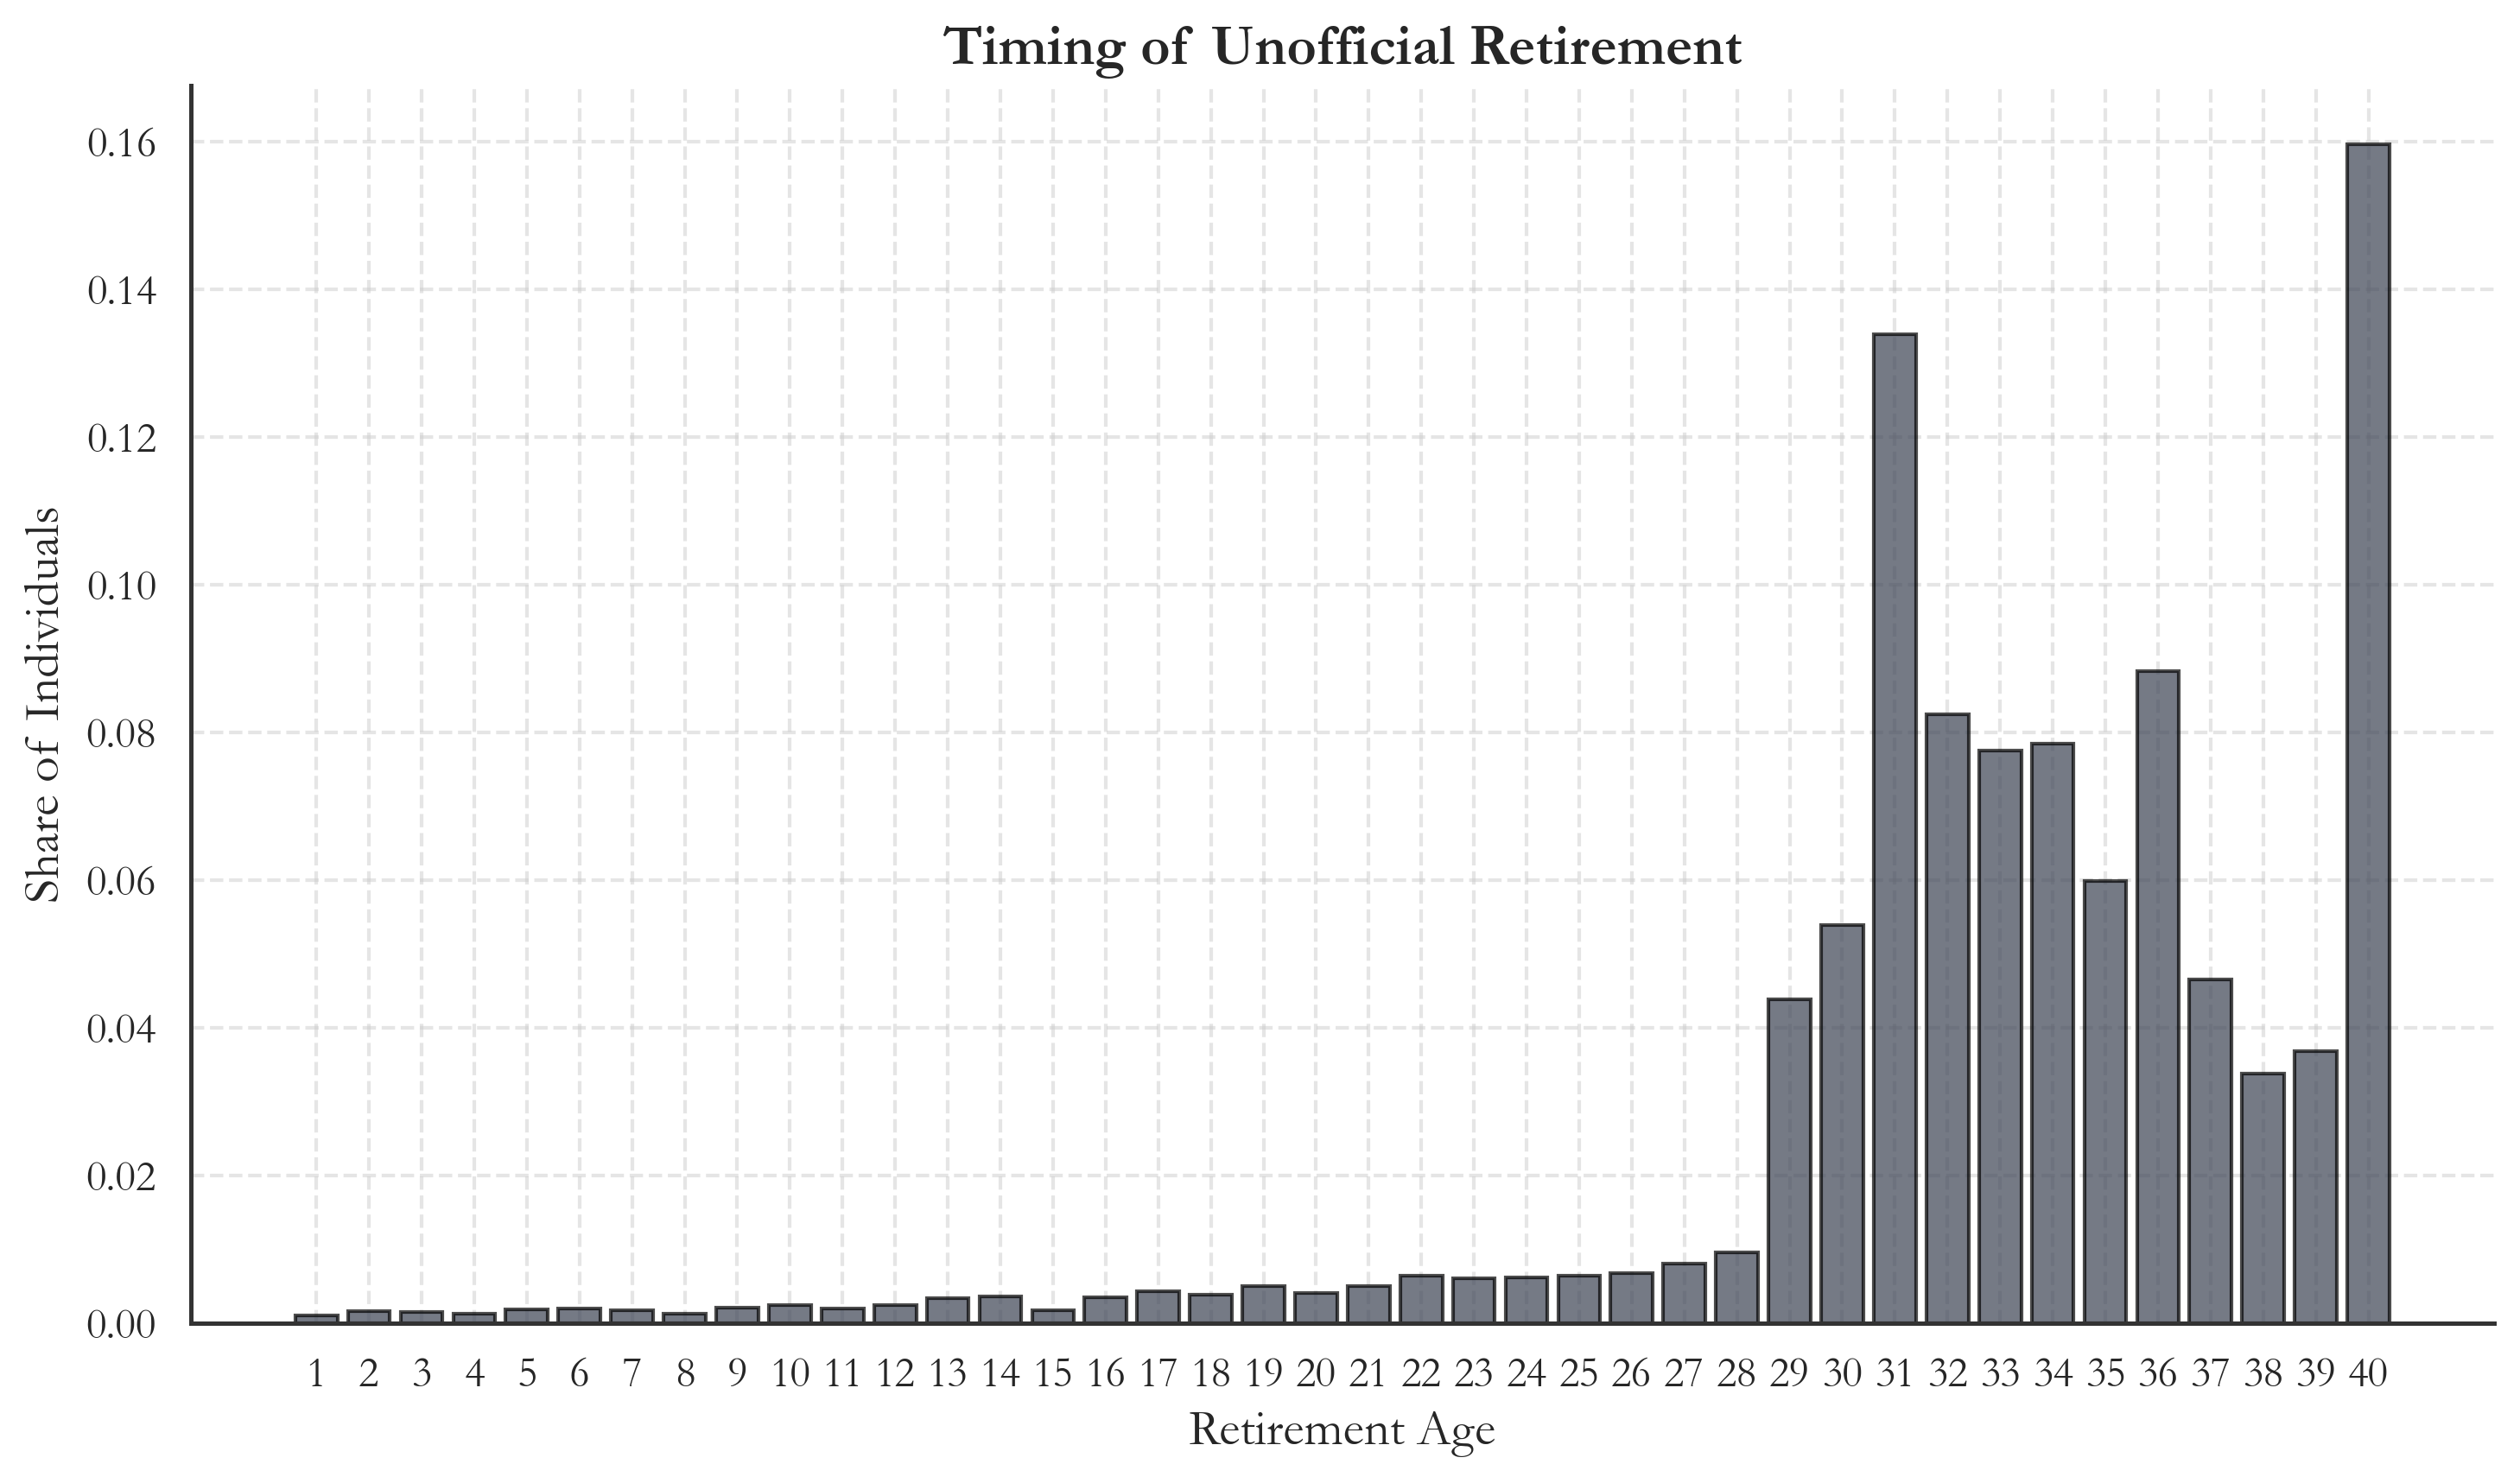 Timing of Unofficial Retirement
Share of Individuals
0.16
0.14
0.12
0.10
0.08
0.06
0.04
0.02
0.00
1 2 3 4 5 6 7 8 9 10 11 12 13 14 15 16 17 18 19 20 21 22 23 24 25 26 27 28 29 30 31 32 33 34 35 36 37 38 39 40
Retirement Age